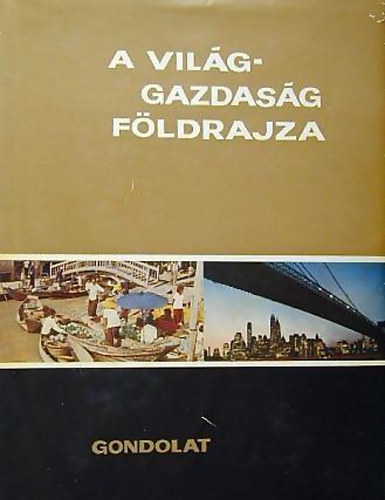 A VILÁG-
GAZDASÁG
FÖLDRAJZA
GONDOLAT